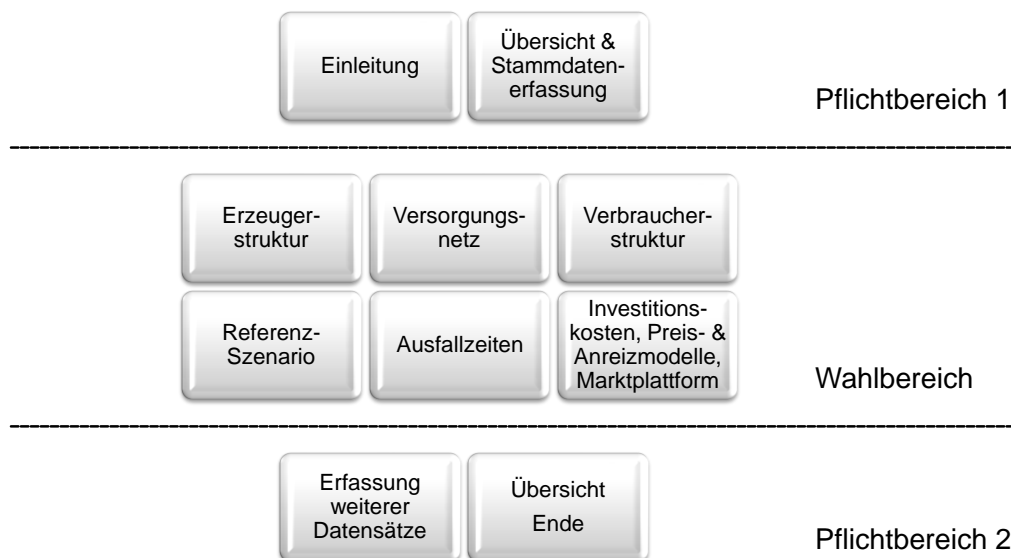 Einleitung
Übersicht &
Stammdaten-
erfassung
Pflichtbereich 1
Erzeuger-
struktur
Versorgungs-
netz
Verbraucher-
struktur
Referenz-
Szenario
Ausfallzeiten
Investitions-
kosten, Preis- &
Anreizmodelle,
Marktplattform
Wahlbereich
Erfassung
weiterer
Datensätze
Übersicht
Ende
Pflichtbereich 2